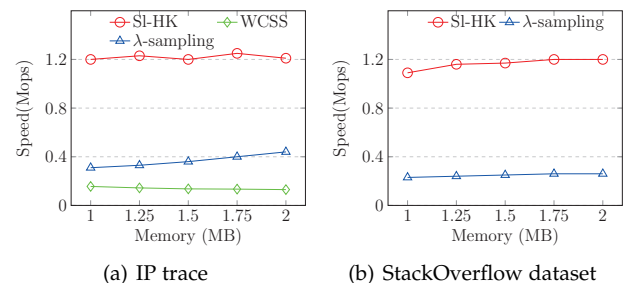 Sl-HK WCSS
λ-sampling
Speed(Mops)
1.2
0.8
0.4
0
1 1.25 1.5 1.75 2
Memory (MB)
(a) IP trace
Sl-HK λ-sampling
Speed(Mops)
1.2
0.8
0.4
0
1 1.25 1.5 1.75 2
Memory (MB)
(b) StackOverflow dataset